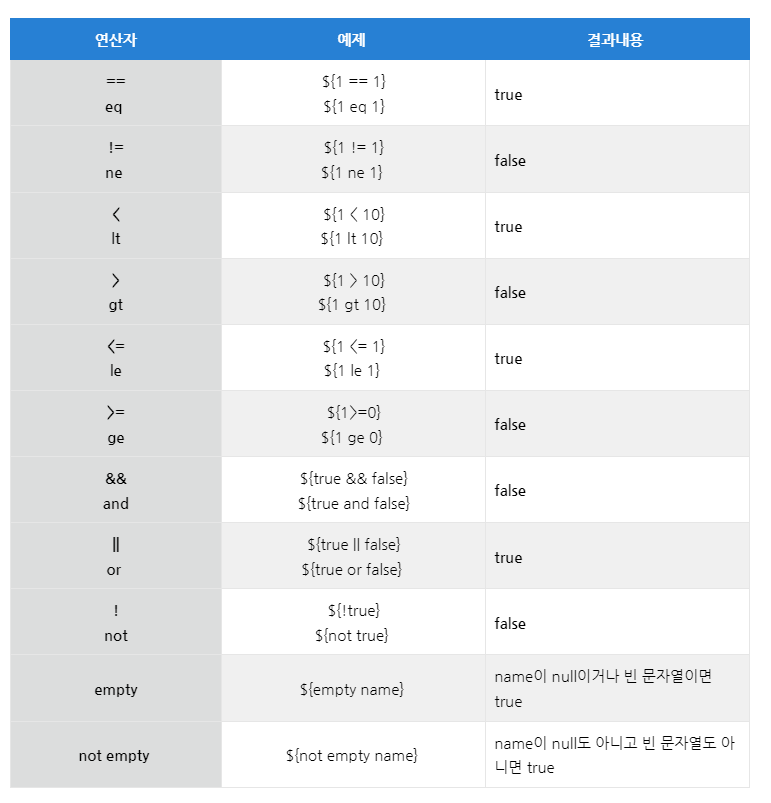 연산자 예제 결과내용
==
eq
${1 == 1}
${1 eq 1}
true
!=
ne
${1 != 1}
${1 ne 1}
false
<
lt
${1 < 10}
${1 lt 10}
true
>
gt
${1 > 10}
${1 gt 10}
false
<=
le
${1 <= 1}
${1 le 1}
true
>=
ge
${1>=0}
${1 ge 0}
false
&&
and
${true && false}
${true and false}
false
||
or
${true || false}
${true or false}
true
!
not
${!true}
${not true}
false
empty
${empty name}
name이 null이거나 빈 문자열이면
true
not empty
${not empty name}
name이 null도 아니고 빈 문자열도 아
니면 true